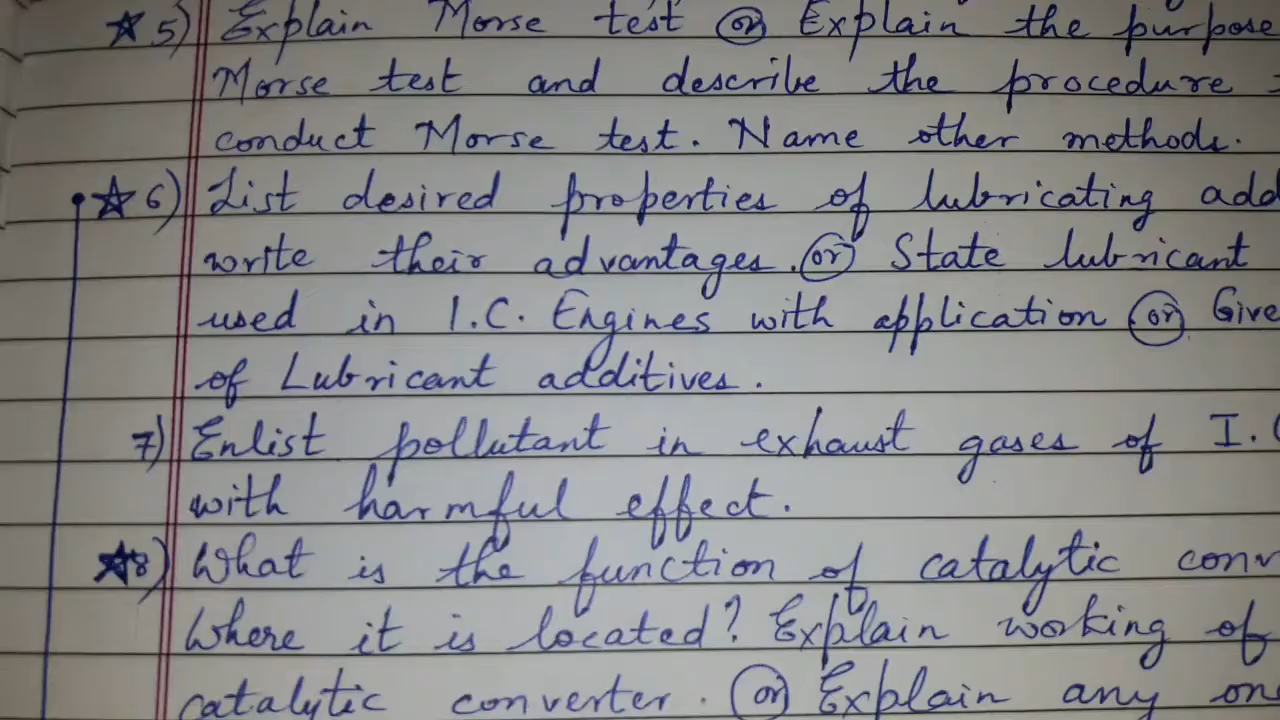 ☆ 5) Explain Morse test or Explain the purpose
Morse test and describe the procedure
conduct Morse test. Name other methods.
☆ 6) List desired properties of lubricating add
write their advantages. or State lubricant
used in I.C. Engines with application or Give
of Lubricant additives.
7) Enlist pollutant in exhaust gases of I.
with harmful effect.
☆ 8) What is the function of catalytic conv
Where it is located? Explain working of
catalytic converter. or Explain any on